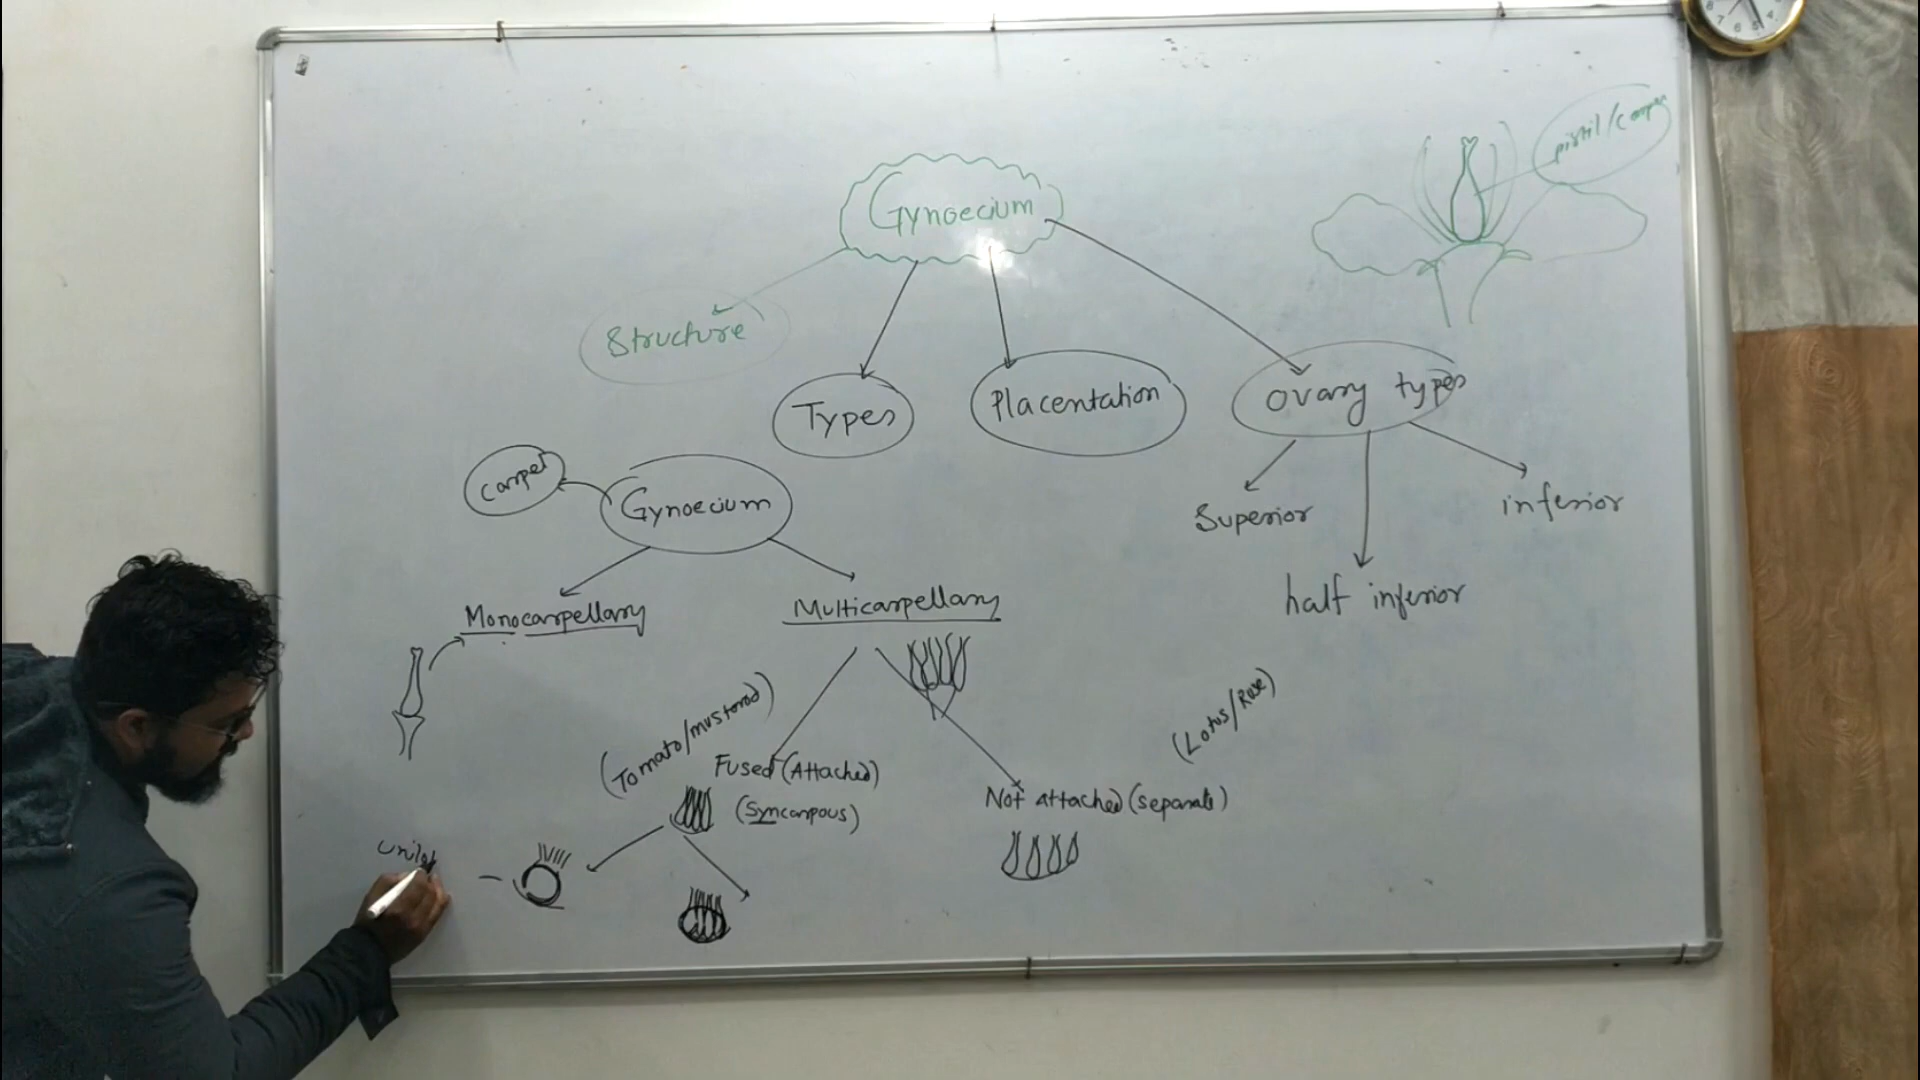 pistil/Carpel
Gynoecium
Structure
Types
Placentation
Ovary types
Carpel
Gynoecium
Superior
inferior
half inferior
Monocarpellary
Multicarpellary
(Tomato/mustord)
(Lotus/Rose)
Fused (Attached)
(Syncarpous)
Not attached (separate)
unilo